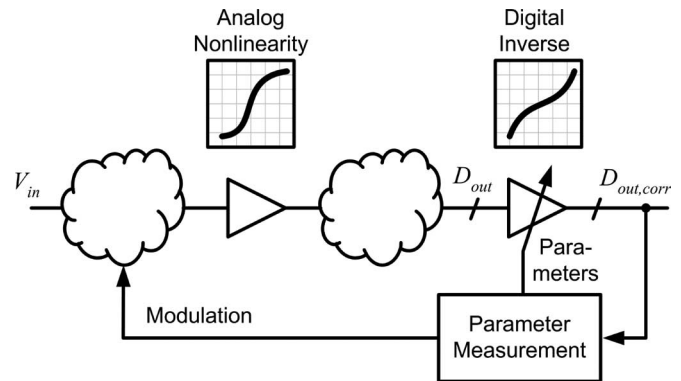 Analog
Nonlinearity
Digital
Inverse
V_in
D_out
D_out,corr
Para-
meters
Modulation
Parameter
Measurement